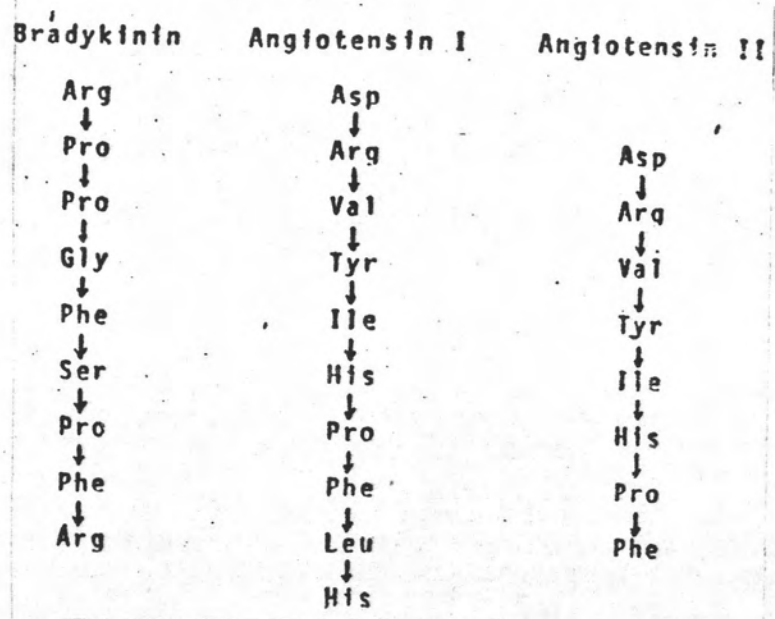 Bradykinin
Arg
Pro
Pro
Gly
Phe
Ser
Pro
Phe
Arg
Angiotensin I
Asp
Arg
Val
Tyr
Ile
His
Pro
Phe
Leu
His
Angiotensin II
Asp
Arg
Val
Tyr
Ile
His
Pro
Phe